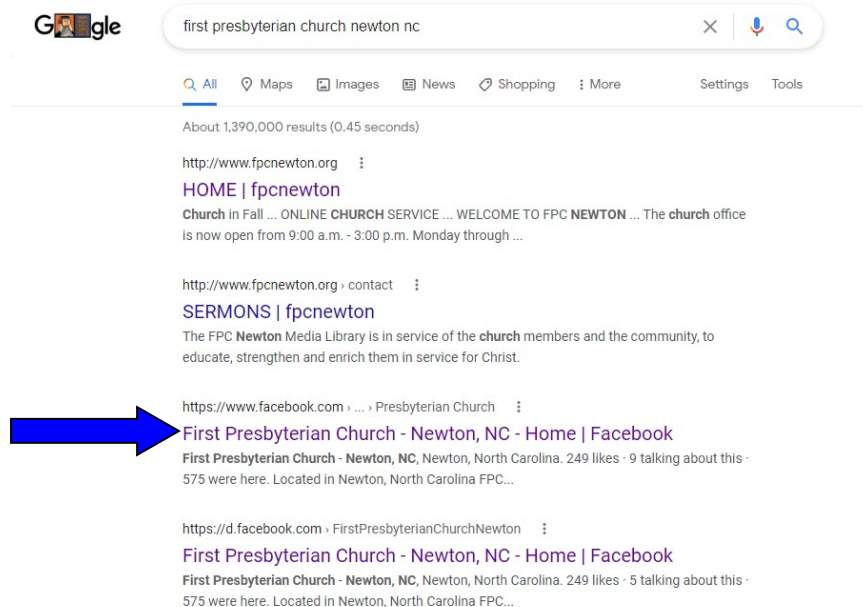 Google
first presbyterian church newton nc
All Maps Images News Shopping More Settings Tools
About 1,390,000 results (0.45 seconds)
http://www.fpcnewton.org
HOME | fpcnewton
Church in Fall ... ONLINE CHURCH SERVICE ... WELCOME TO FPC NEWTON ... The church office
is now open from 9:00 a.m. - 3:00 p.m. Monday through ...
http://www.fpcnewton.org › contact
SERMONS | fpcnewton
The FPC Newton Media Library is in service of the church members and the community, to
educate, strengthen and enrich them in service for Christ.
https://www.facebook.com › ... › Presbyterian Church
First Presbyterian Church - Newton, NC - Home | Facebook
First Presbyterian Church - Newton, NC, Newton, North Carolina. 249 likes · 9 talking about this ·
575 were here. Located in Newton, North Carolina FPC...
https://d.facebook.com › FirstPresbyterianChurchNewton
First Presbyterian Church - Newton, NC - Home | Facebook
First Presbyterian Church - Newton, NC, Newton, North Carolina. 249 likes · 5 talking about this ·
575 were here. Located in Newton, North Carolina FPC...